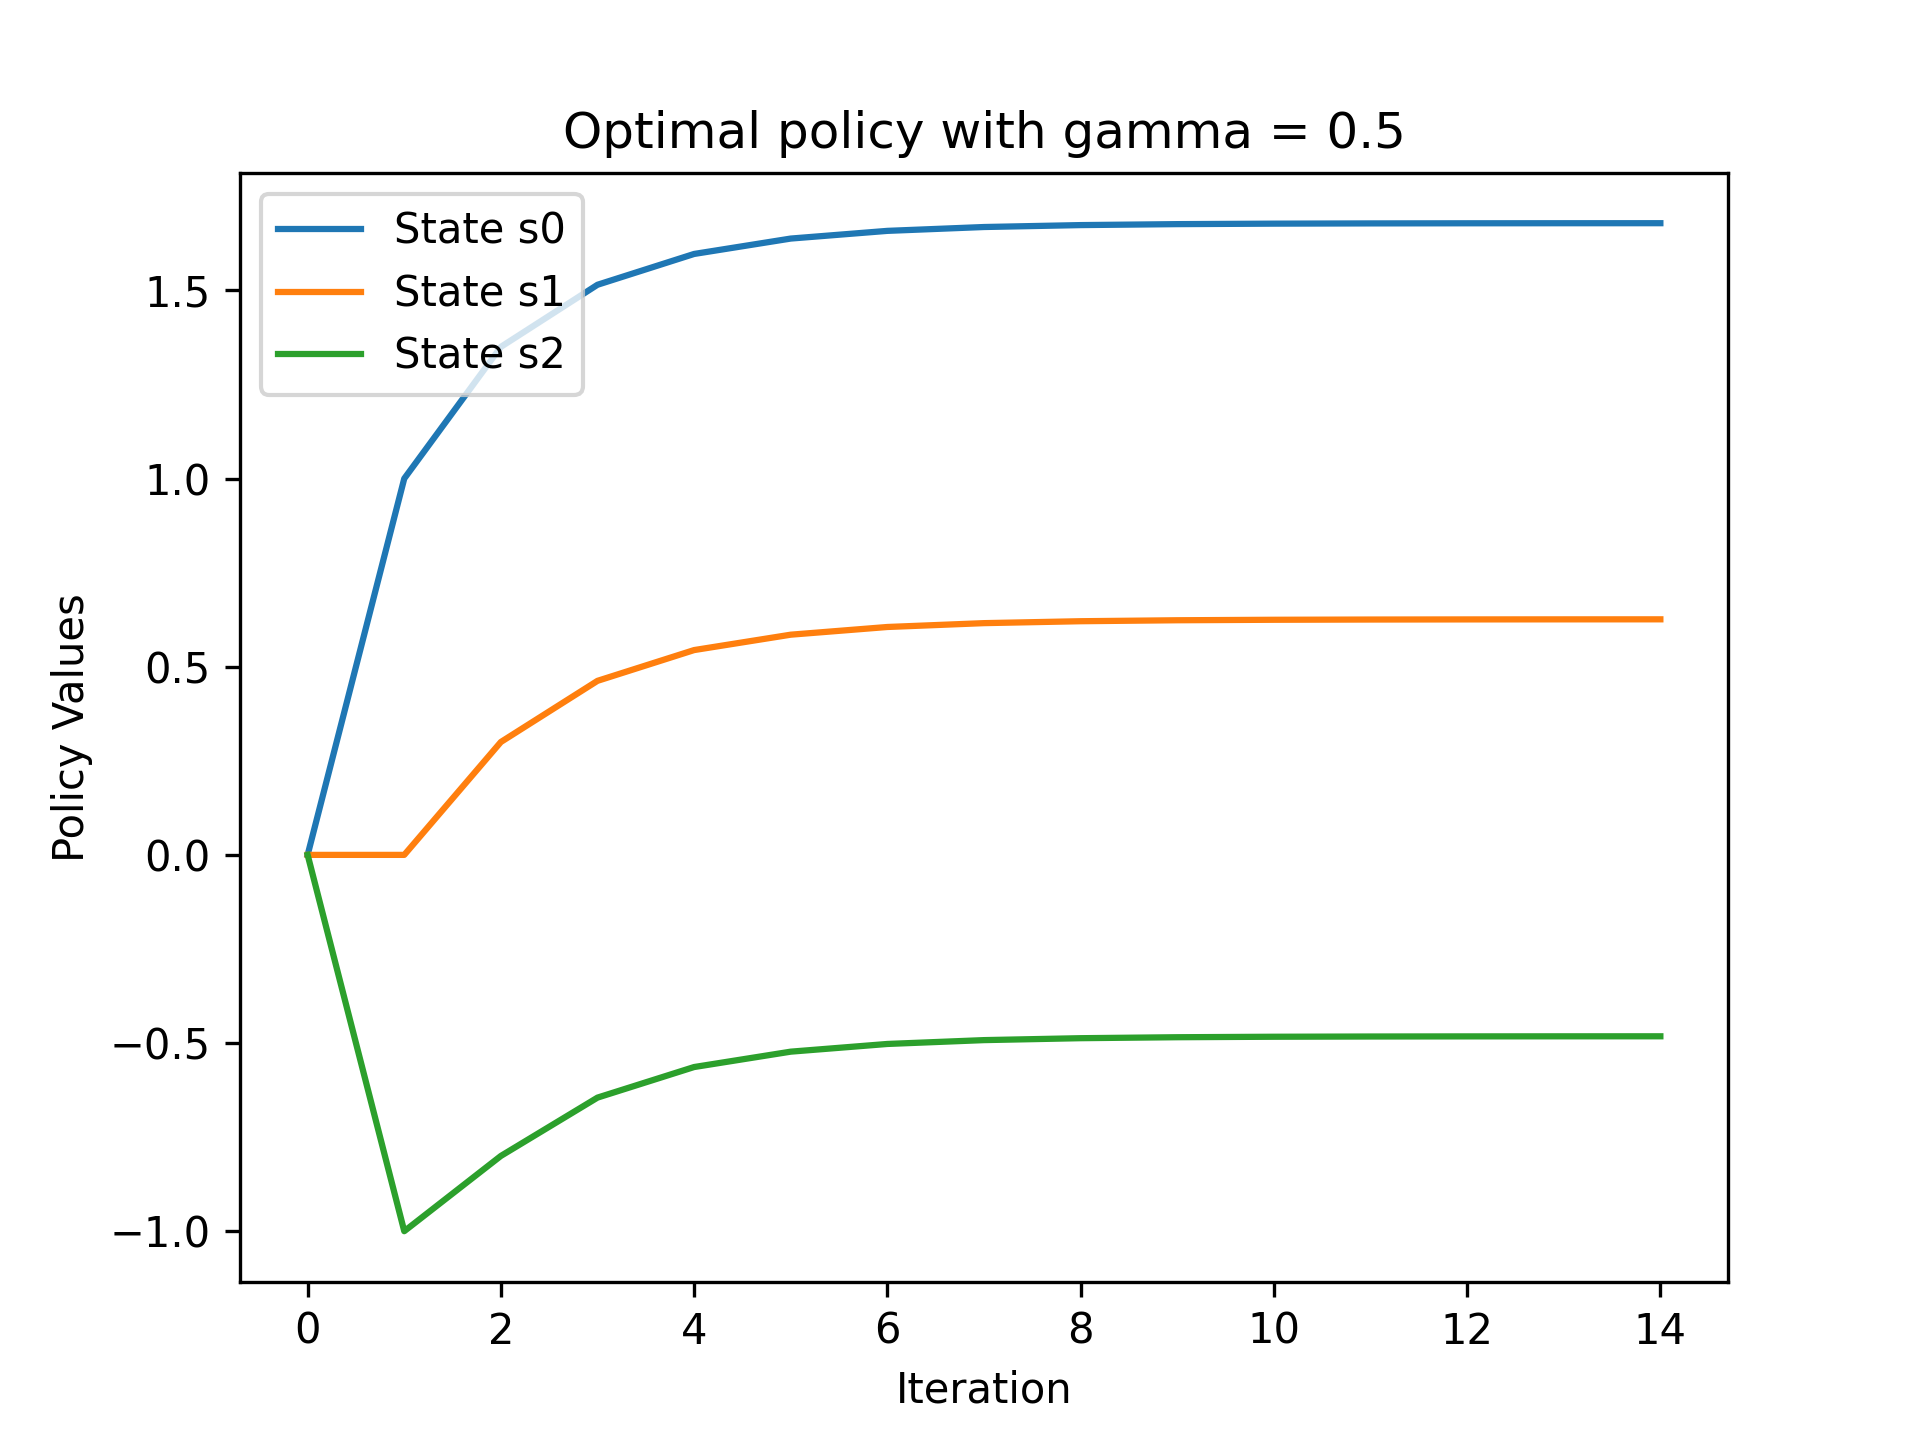 Optimal policy with gamma = 0.5
State s0
State s1
State s2
1.5
1.0
0.5
0.0
−0.5
−1.0
Policy Values
0 2 4 6 8 10 12 14
Iteration